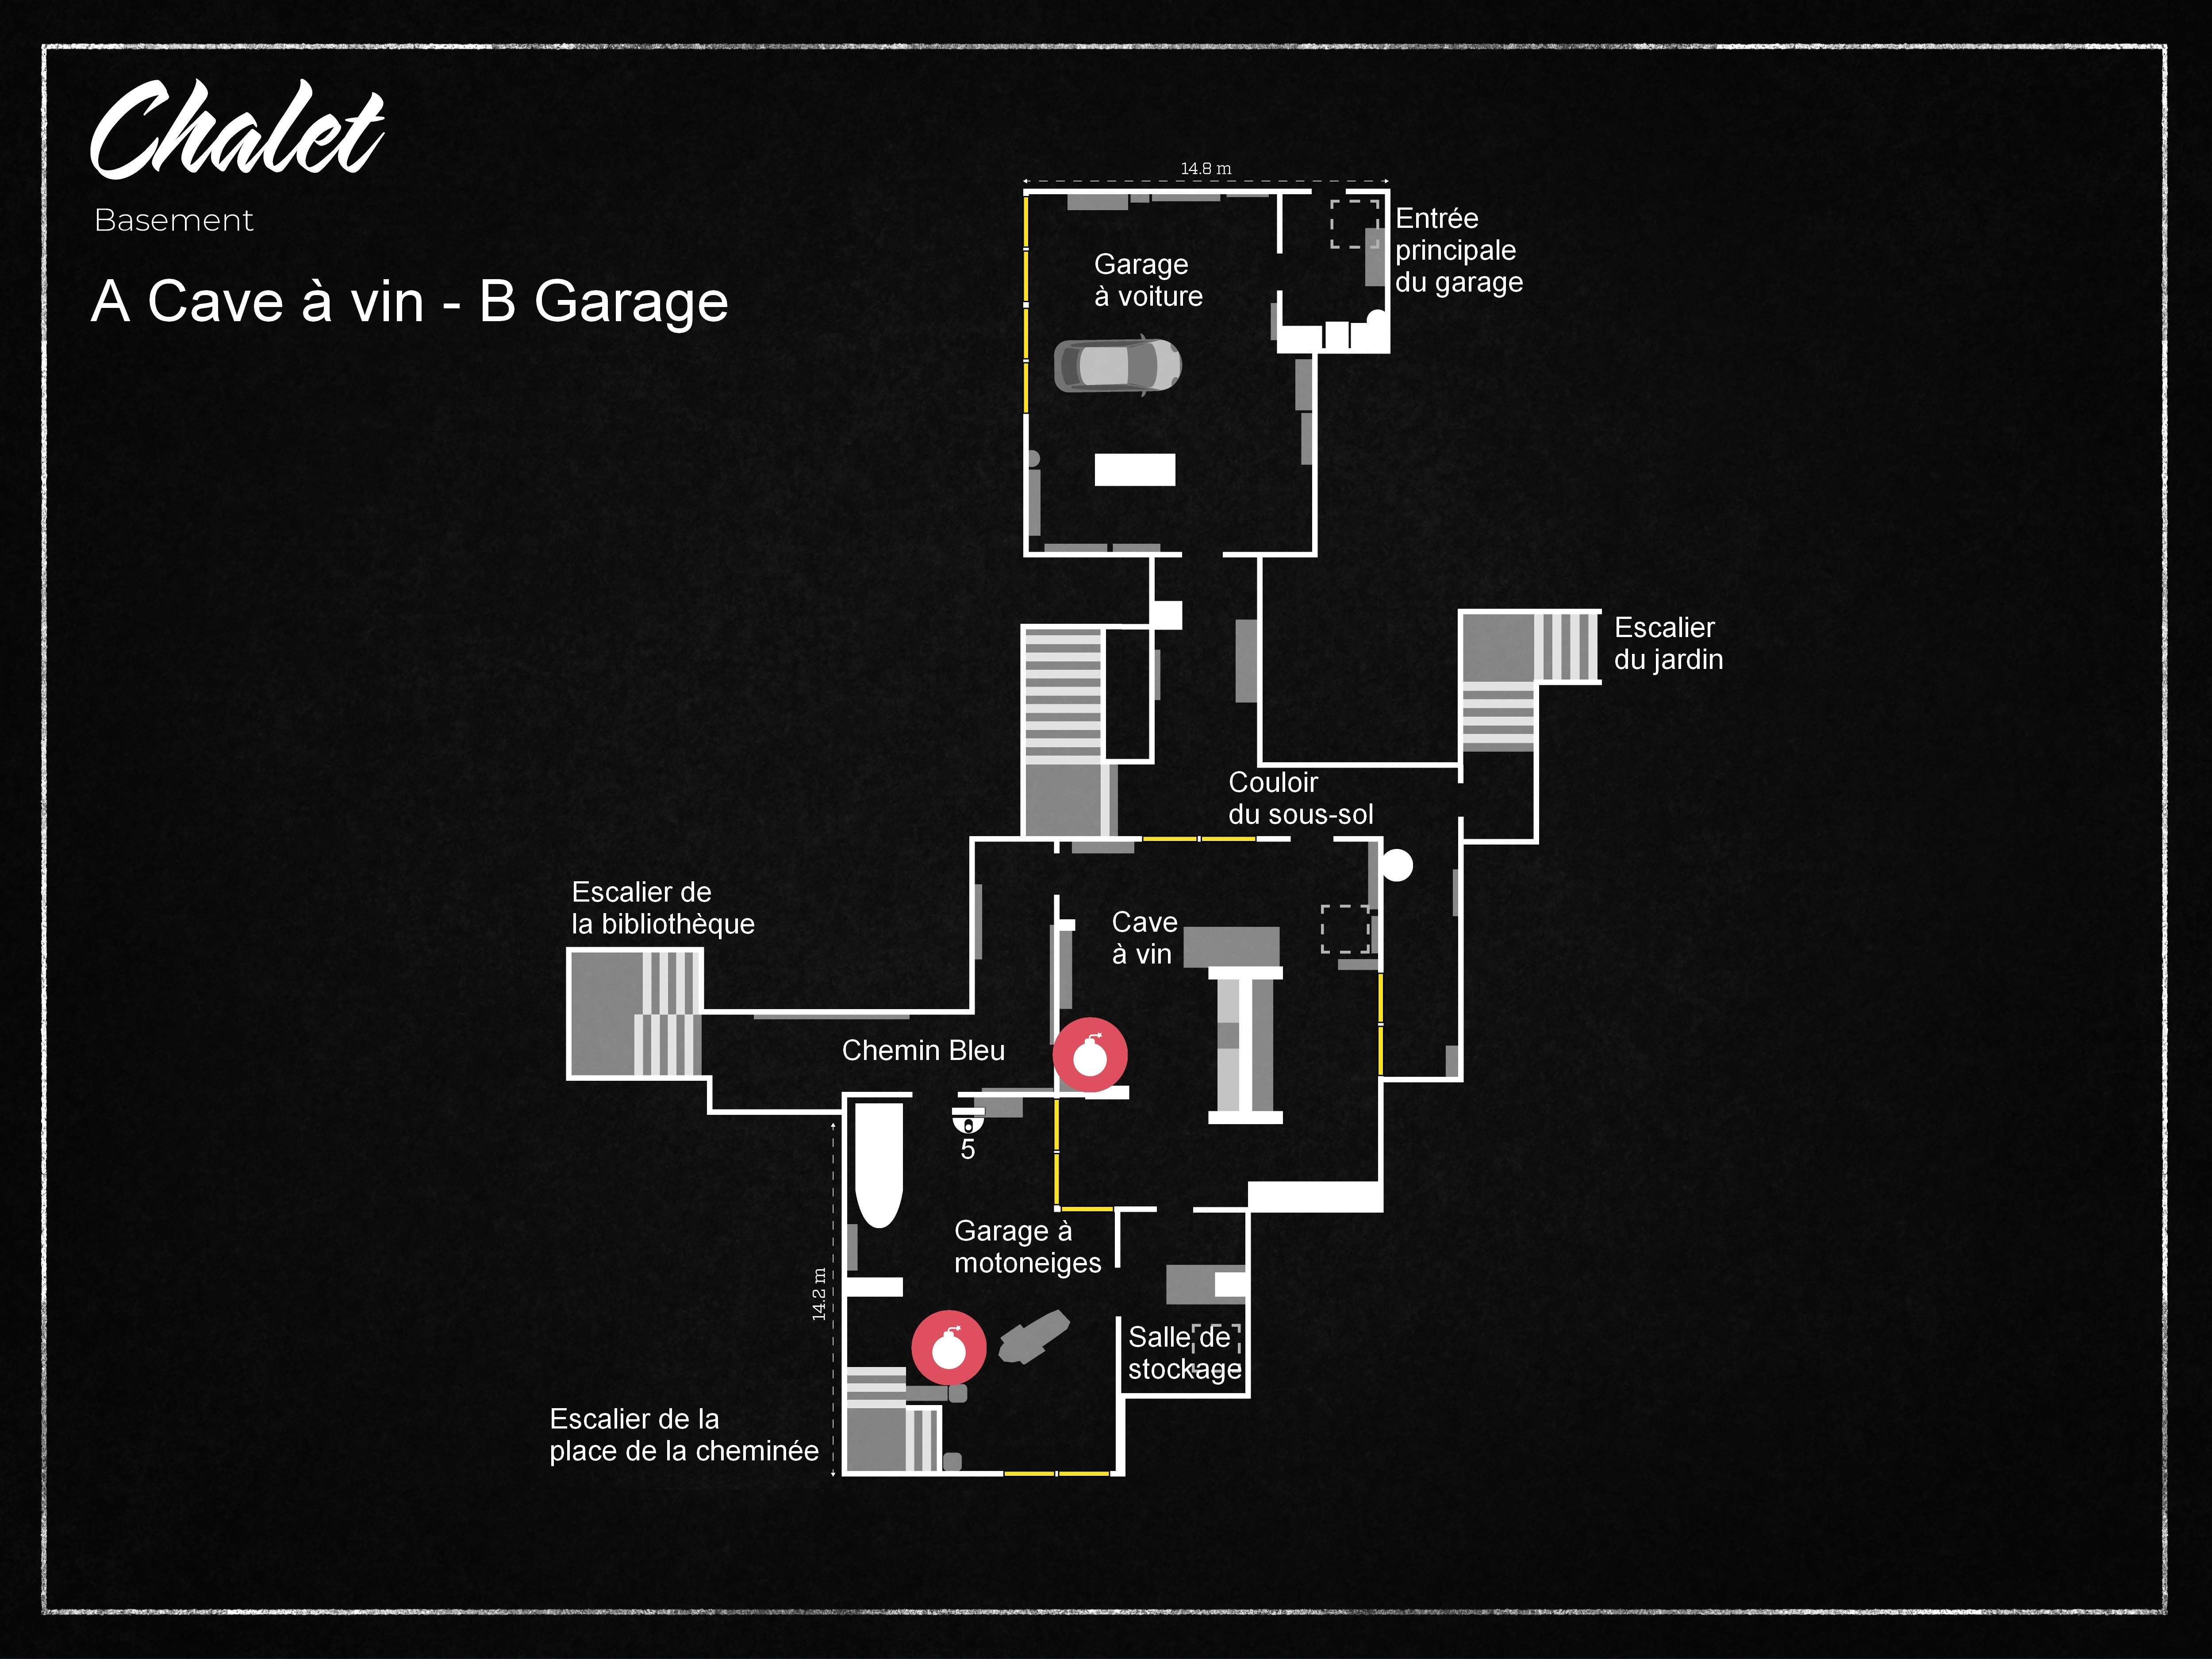 Chalet
Basement
A Cave à vin - B Garage
14.8 m
Entrée
principale
du garage
Garage
à voiture
Escalier
du jardin
Couloir
du sous-sol
Escalier de
la bibliothèque
Cave
à vin
Chemin Bleu
5
Garage à
motoneiges
14.2 m
Salle de
stockage
Escalier de la
place de la cheminée